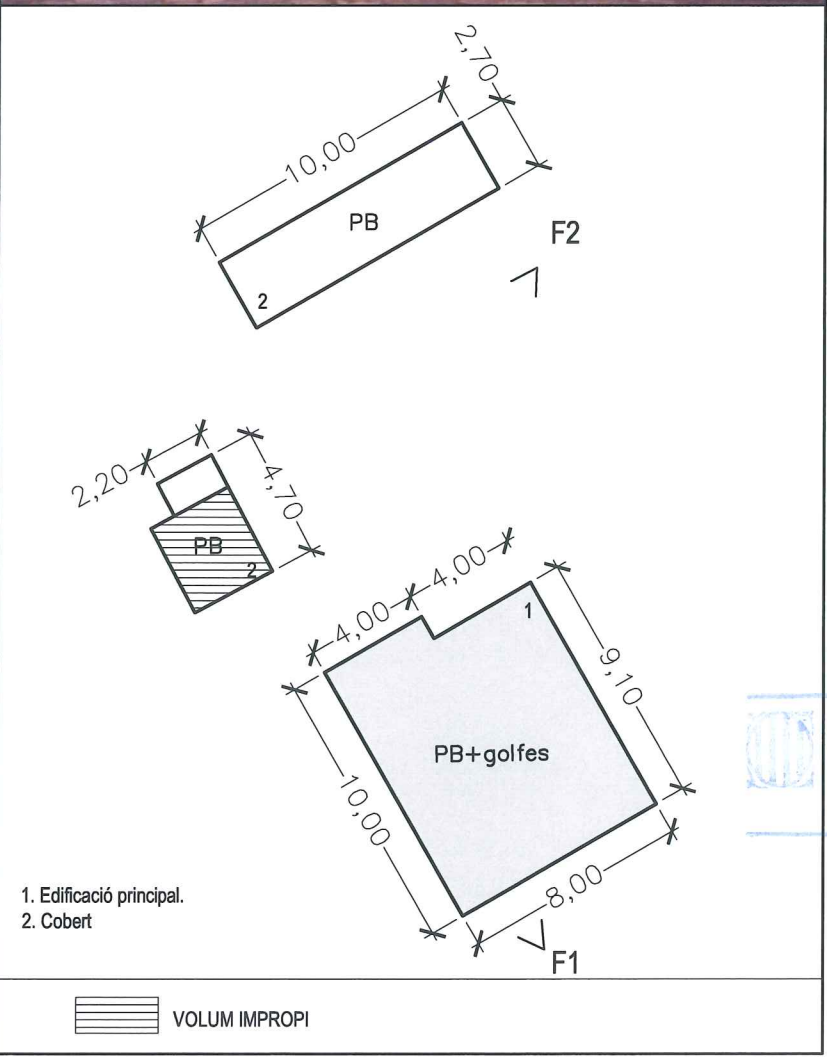 2,70
10,00
PB
F2
2
2,20
4,70
PB
2
4,00
4,00
1
9,10
PB+golfes
10,00
8,00
1. Edificació principal.
2. Cobert
F1
VOLUM IMPROPI